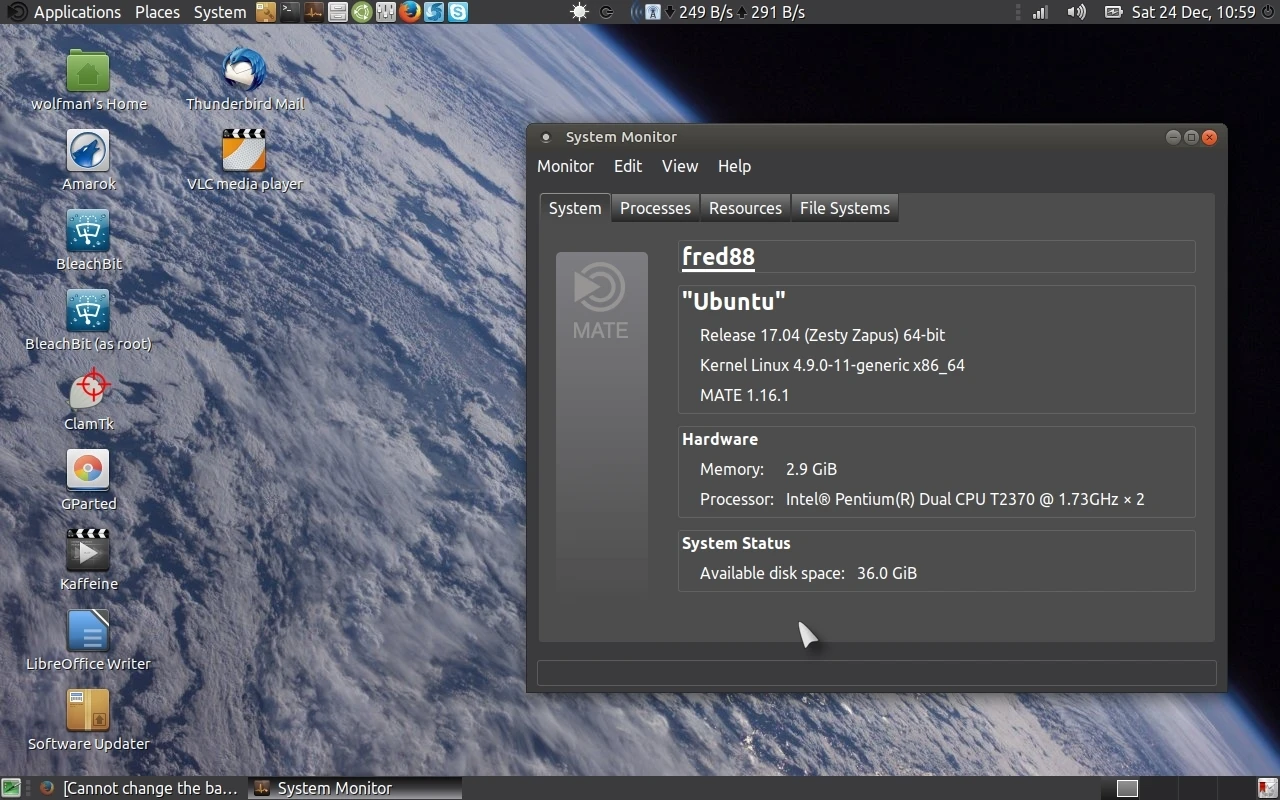 Applications Places System 249 B/s 291 B/s Sat 24 Dec, 10:59
wolfman's Home
Thunderbird Mail
Amarok
VLC media player
BleachBit
BleachBit (as root)
ClamTk
GParted
Kaffeine
LibreOffice Writer
Software Updater
System Monitor
Monitor Edit View Help
System Processes Resources File Systems
MATE
fred88
"Ubuntu"
Release 17.04 (Zesty Zapus) 64-bit
Kernel Linux 4.9.0-11-generic x86_64
MATE 1.16.1
Hardware
Memory: 2.9 GiB
Processor: Intel® Pentium(R) Dual CPU T2370 @ 1.73GHz × 2
System Status
Available disk space: 36.0 GiB
[Cannot change the ba... System Monitor